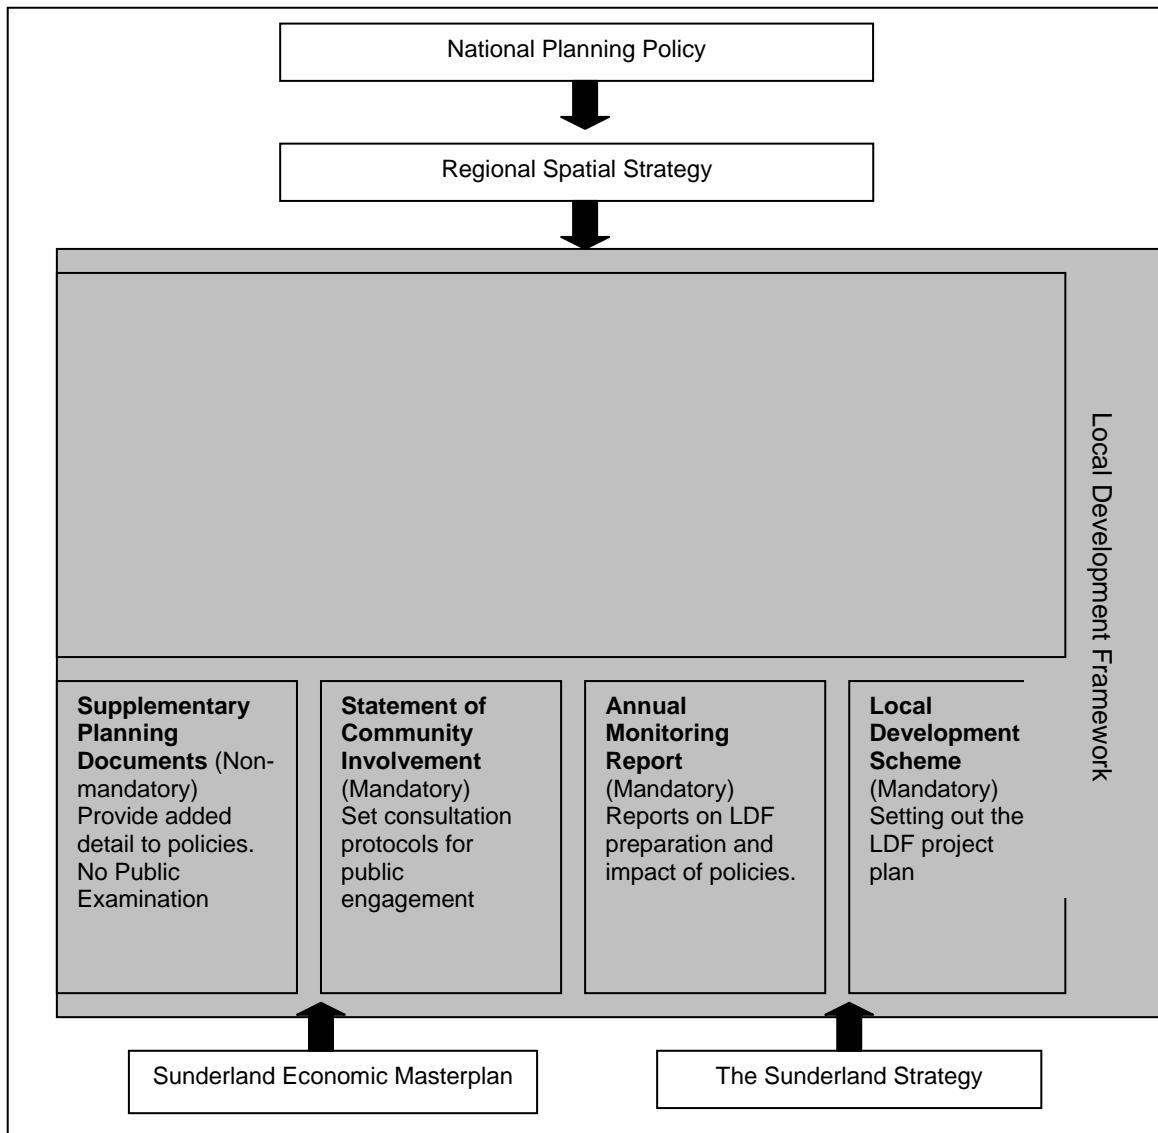 National Planning Policy
Regional Spatial Strategy
Local Development Framework
Supplementary
Planning
Documents (Non-
mandatory)
Provide added
detail to policies.
No Public
Examination
Statement of
Community
Involvement
(Mandatory)
Set consultation
protocols for
public
engagement
Annual
Monitoring
Report
(Mandatory)
Reports on LDF
preparation and
impact of policies.
Local
Development
Scheme
(Mandatory)
Setting out the
LDF project
plan
Sunderland Economic Masterplan
The Sunderland Strategy